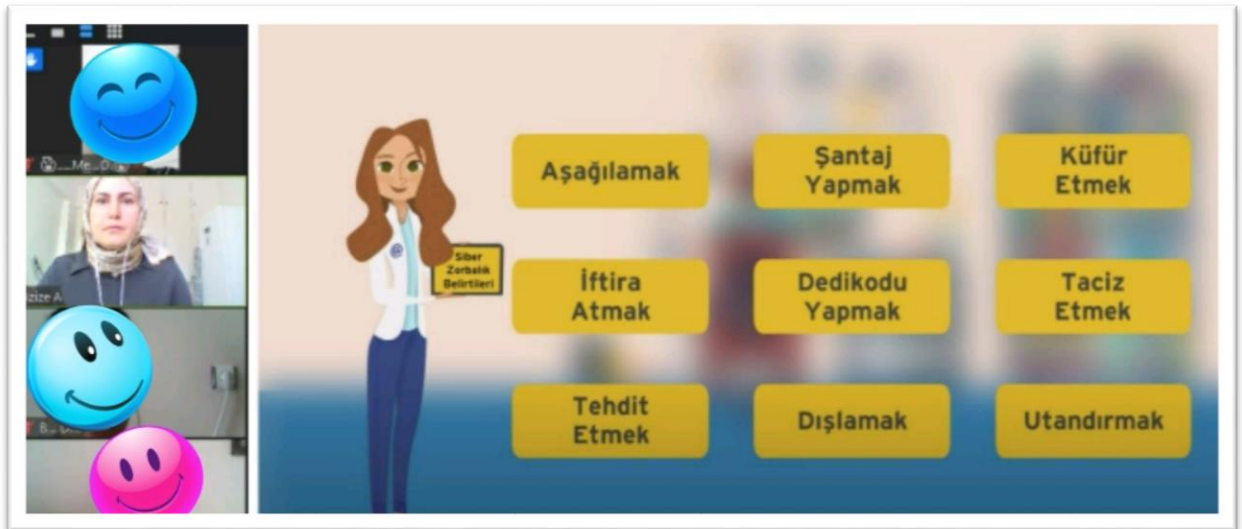 Siber
Zorbalık
Belirtileri
Aşağılamak
Şantaj
Yapmak
Küfür
Etmek
İftira
Atmak
Dedikodu
Yapmak
Taciz
Etmek
Tehdit
Etmek
Dışlamak
Utandırmak